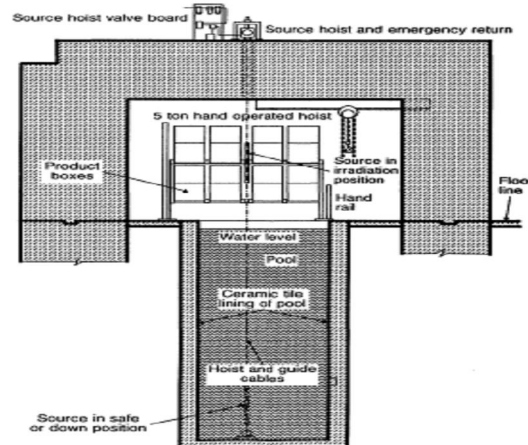 Source hoist valve board
Source hoist and emergency return
5 ton hand operated hoist
Product
boxes
Source in
irradiation
position
Hand
rail
Floo
line
Water level
Pool
Ceramic tile
lining of pool
Hoist and guide
cables
Source in safe
or down position